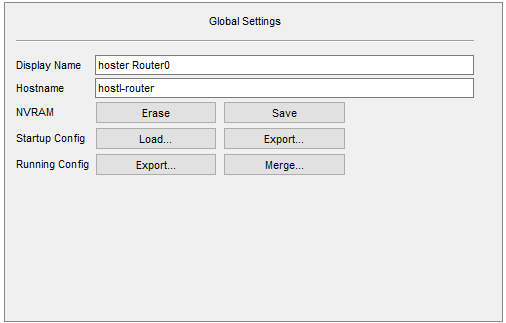 Global Settings
Display Name hoster Router0
Hostname hostl-router
NVRAM Erase Save
Startup Config Load... Export...
Running Config Export... Merge...